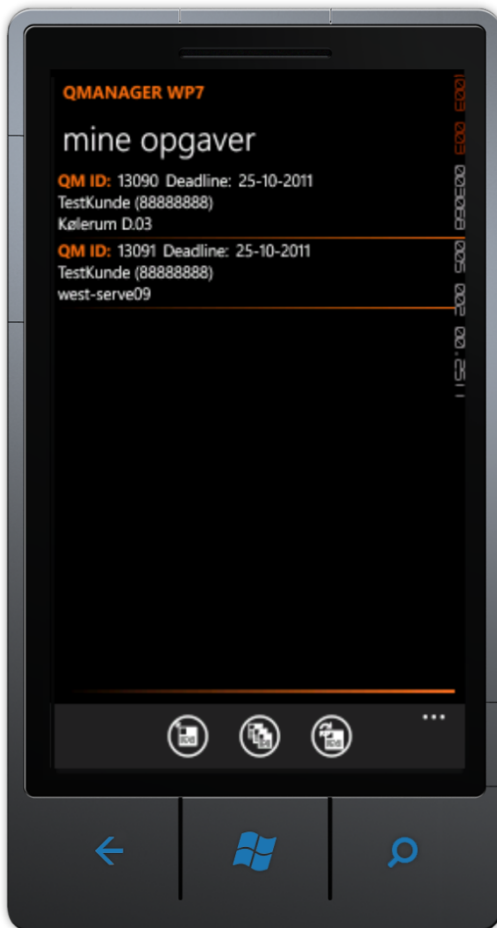 QMANAGER WP7
mine opgaver
QM ID: 13090 Deadline: 25-10-2011
TestKunde (88888888)
Kølerum D.03
QM ID: 13091 Deadline: 25-10-2011
TestKunde (88888888)
west-serve09